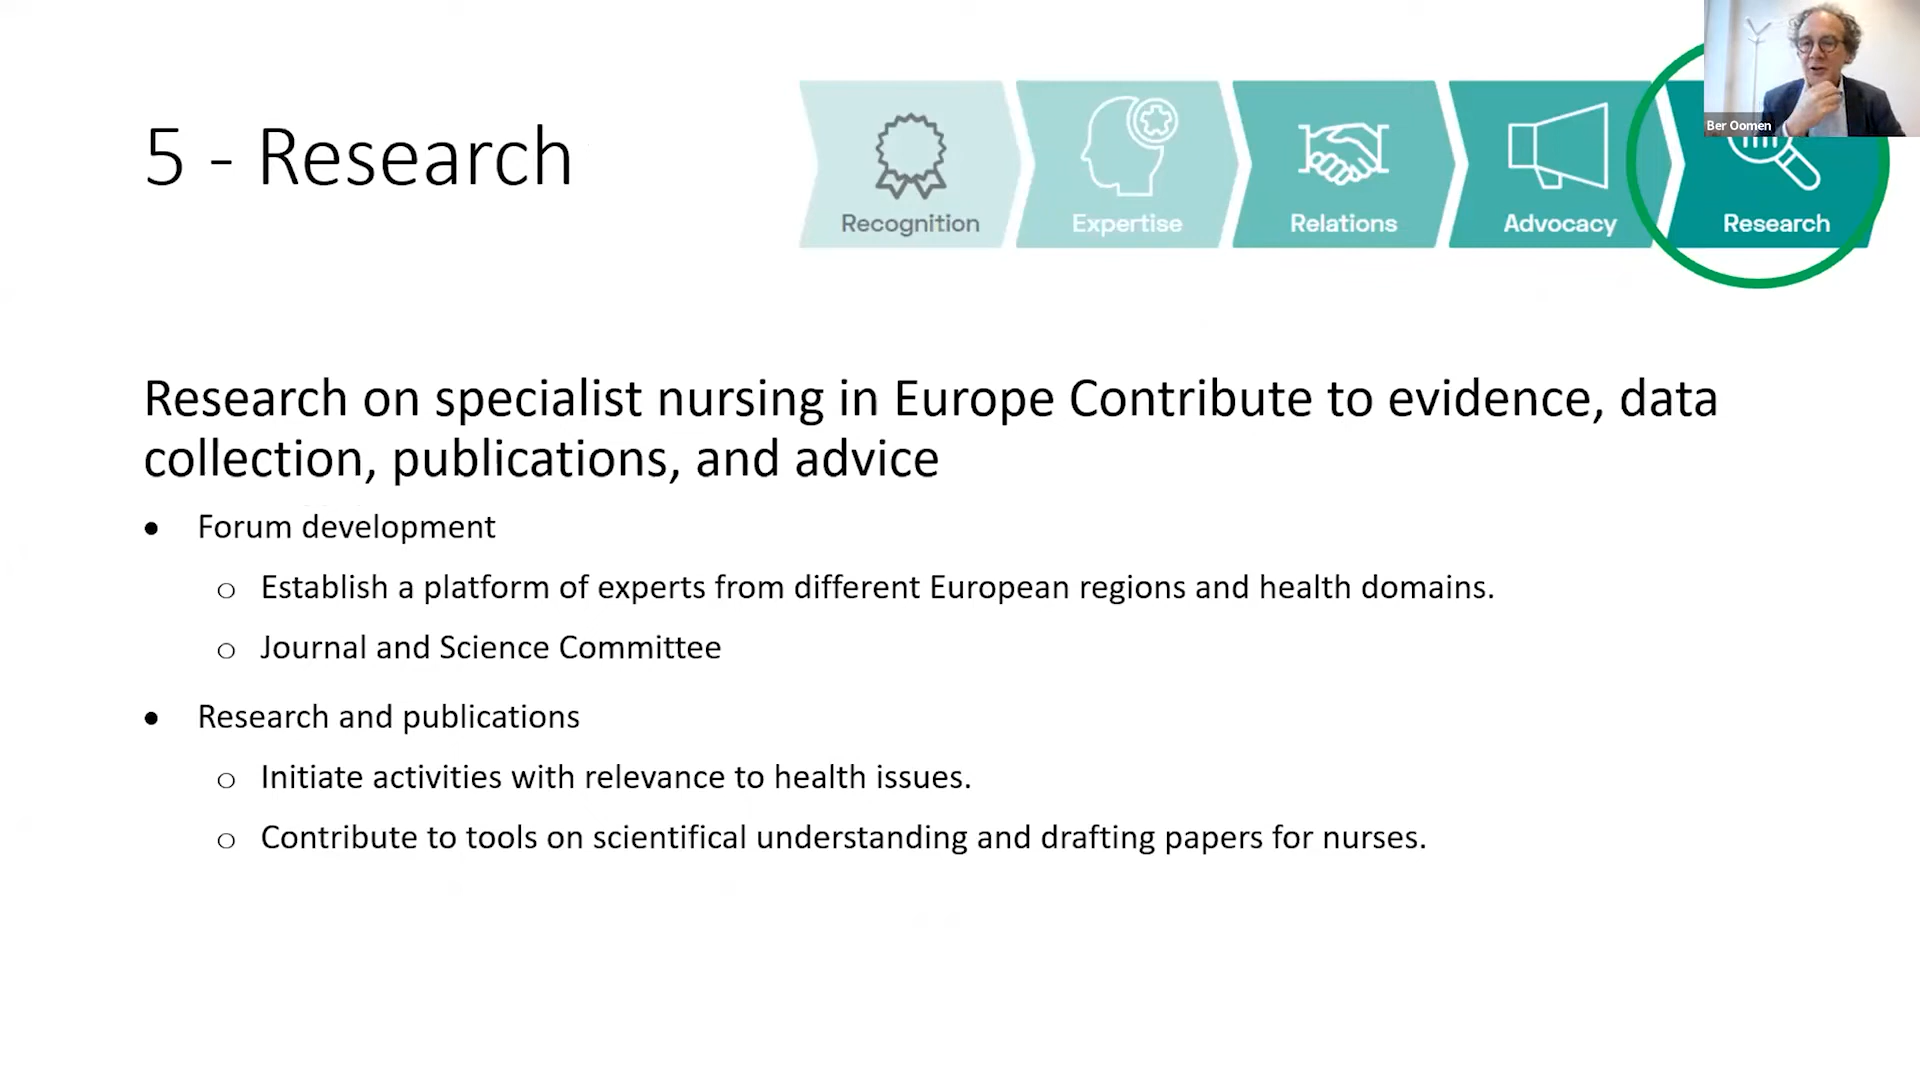 Ber Oomen
5 - Research
Recognition
Expertise
Relations
Advocacy
Research
Research on specialist nursing in Europe Contribute to evidence, data
collection, publications, and advice
• Forum development
o Establish a platform of experts from different European regions and health domains.
o Journal and Science Committee
• Research and publications
o Initiate activities with relevance to health issues.
o Contribute to tools on scientifical understanding and drafting papers for nurses.